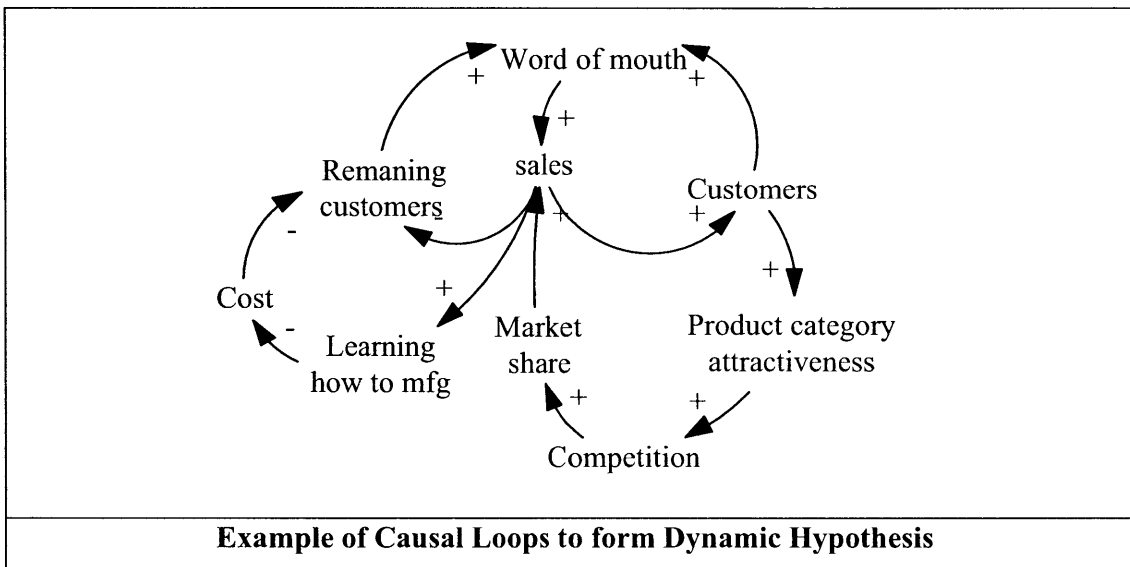 Word of mouth
+
+
+
sales
Remaning
customers
-
Customers
+
+
-
+
Cost
+
-
Learning
how to mfg
Market
share
Product category
attractiveness
+
+
Competition
Example of Causal Loops to form Dynamic Hypothesis